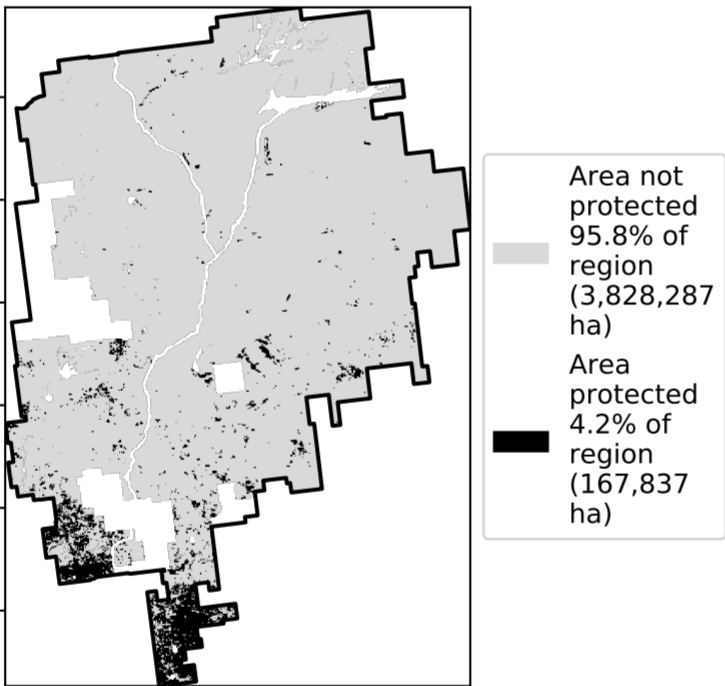 Area not
protected
95.8% of
region
(3,828,287
ha)
Area
protected
4.2% of
region
(167,837
ha)